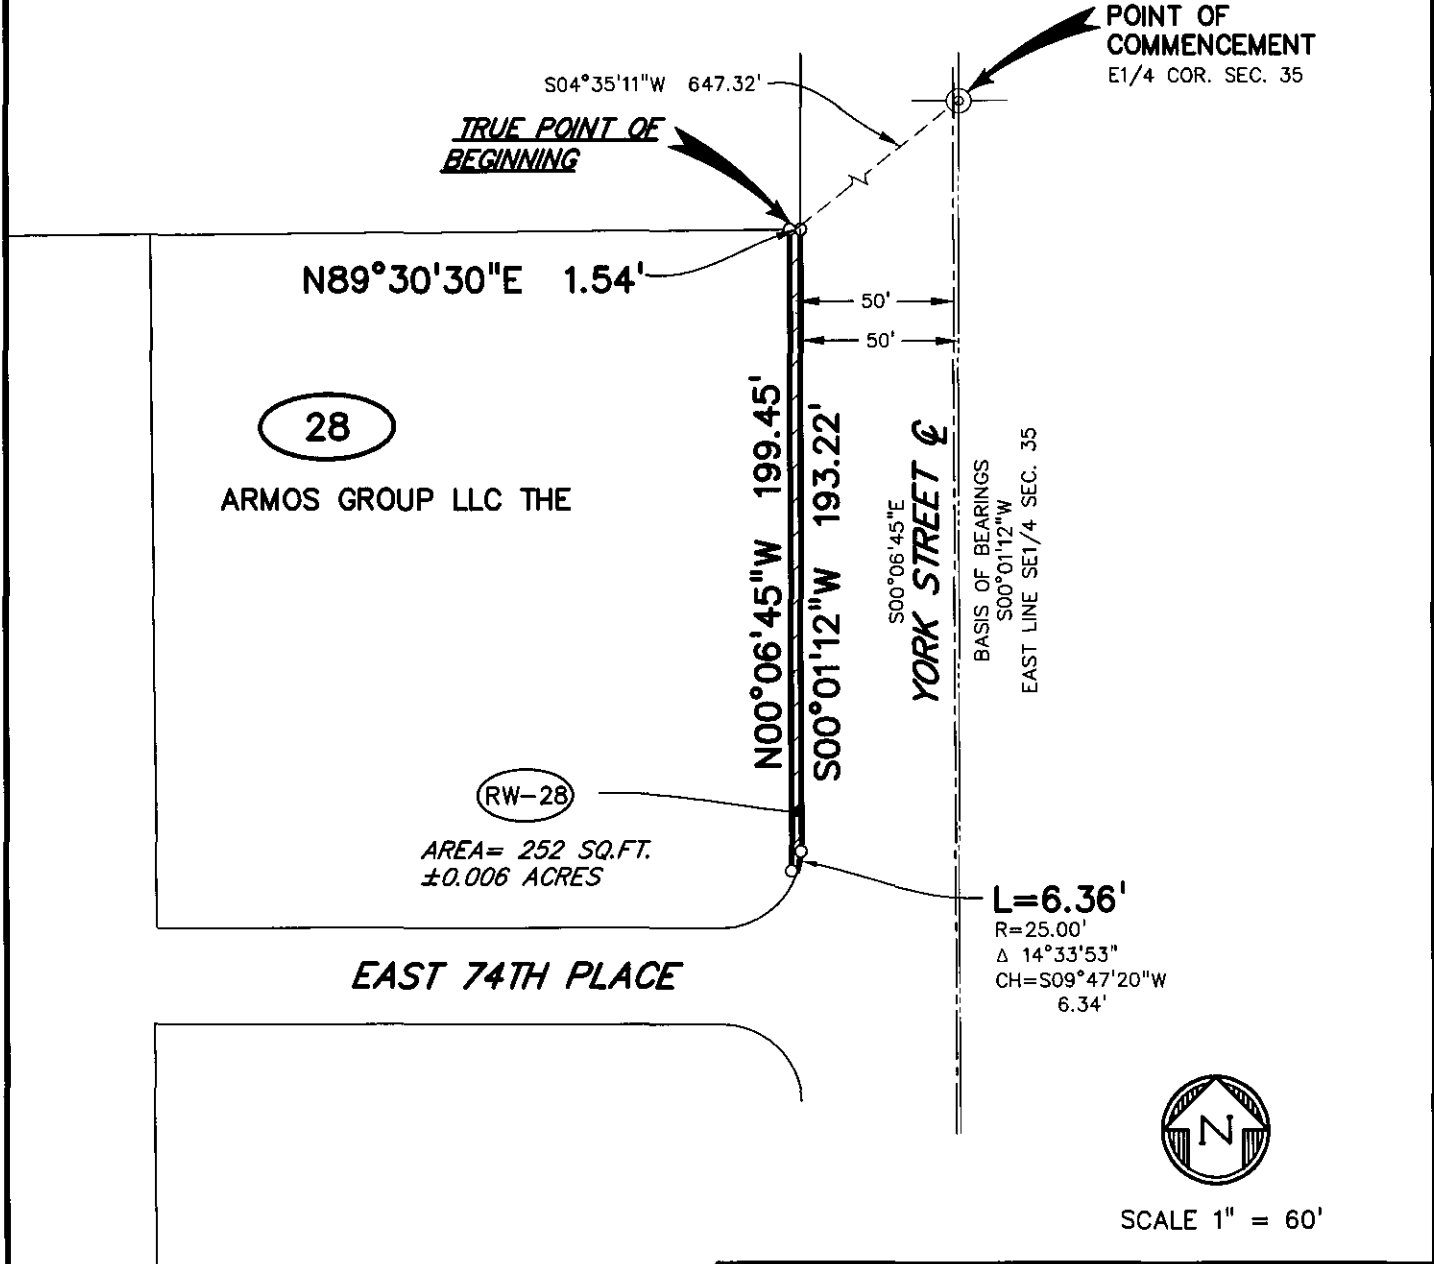 POINT OF
COMMENCEMENT
E1/4 COR. SEC. 35
S04°35'11"W 647.32'
TRUE POINT OF
BEGINNING
N89°30'30"E 1.54'
50'
50'
28
ARMOS GROUP LLC THE
N00°06'45"W 199.45'
S00°01'12"W 193.22'
S00°06'45"E
YORK STREET ℄
BASIS OF BEARINGS
S00°01'12"W
EAST LINE SE1/4 SEC. 35
RW-28
AREA= 252 SQ.FT.
±0.006 ACRES
L=6.36'
R=25.00'
Δ 14°33'53"
CH=S09°47'20"W
6.34'
EAST 74TH PLACE
N
SCALE 1" = 60'